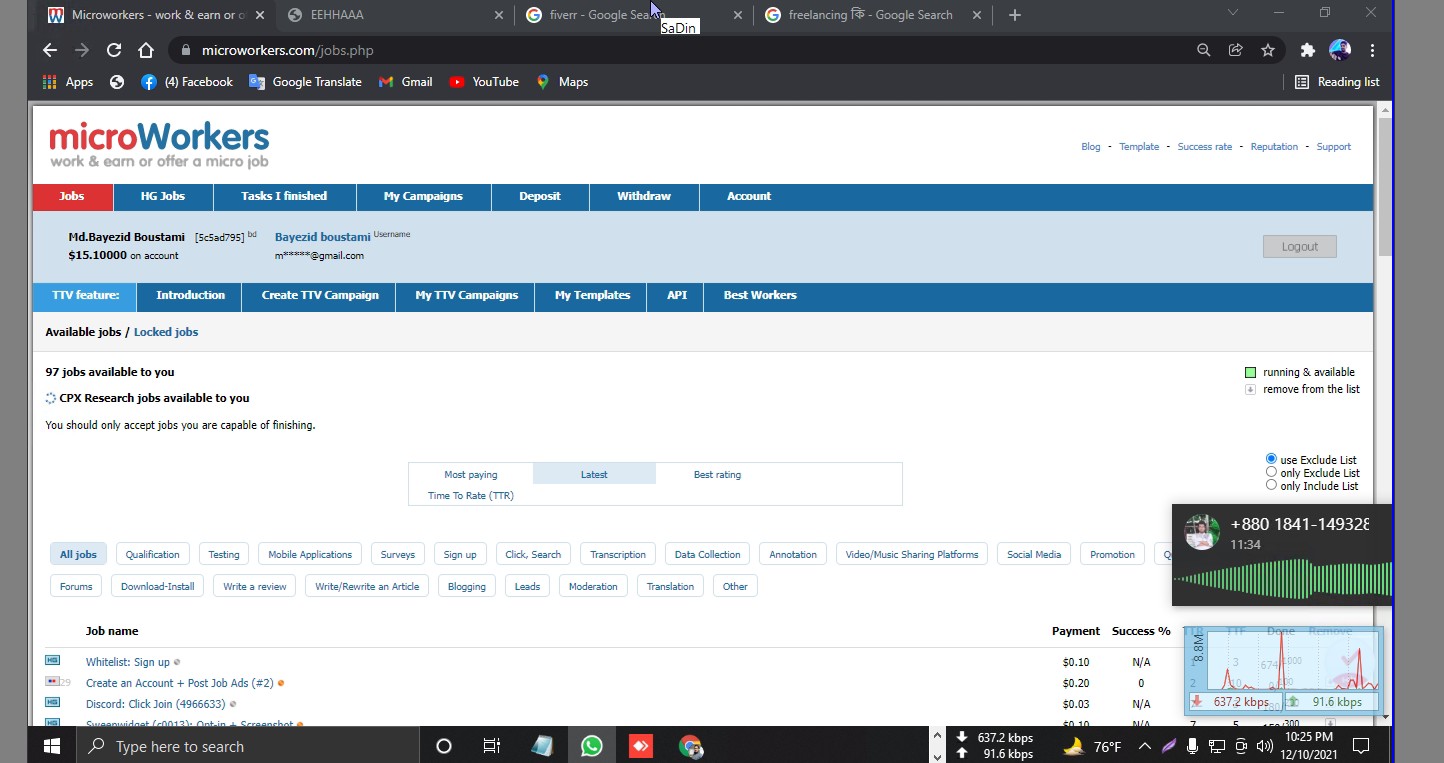 Microworkers - work & earn or o
EEHHAAA
fiverr - Google Search
freelancing কি - Google Search
SaDin
microworkers.com/jobs.php
Apps (4) Facebook Google Translate Gmail YouTube Maps Reading list
microWorkers
work & earn or offer a micro job
Blog - Template - Success rate - Reputation - Support
Jobs HG Jobs Tasks I finished My Campaigns Deposit Withdraw Account
Md.Bayezid Boustami [5c5ad795] bd Bayezid boustami Username
$15.10000 on account m*****@gmail.com
Logout
TTV feature: Introduction Create TTV Campaign My TTV Campaigns My Templates API Best Workers
Available jobs / Locked jobs
97 jobs available to you
running & available
remove from the list
CPX Research jobs available to you
You should only accept jobs you are capable of finishing.
Most paying Latest Best rating
Time To Rate (TTR)
use Exclude List
only Exclude List
only Include List
+880 1841-149328
11:34
All jobs Qualification Testing Mobile Applications Surveys Sign up Click, Search Transcription Data Collection Annotation Video/Music Sharing Platforms Social Media Promotion
Forums Download-Install Write a review Write/Rewrite an Article Blogging Leads Moderation Translation Other
Job name Payment Success % TTR TTF Done Remove
HG Whitelist: Sign up $0.10 N/A
29 Create an Account + Post Job Ads (#2) $0.20 0
HG Discord: Click Join (4966633) $0.03 N/A
HG Sweepwidget (c0013): Opt-in + Screenshot $0.10 N/A 7 5
8.8M
637.2 kbps 91.6 kbps
Type here to search
637.2 kbps
91.6 kbps
76°F
10:25 PM
12/10/2021